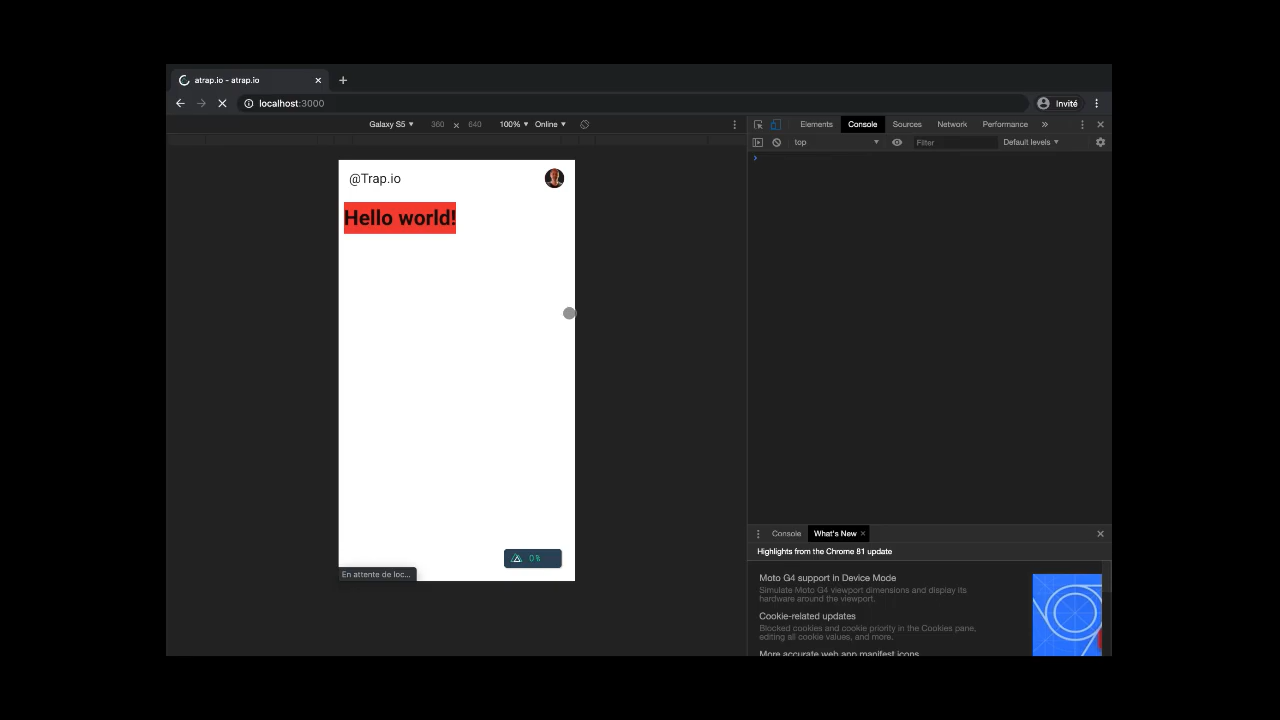 atrap.io - atrap.io
localhost:3000
Invité
Galaxy S5 360 x 640 100% Online
Elements Console Sources Network Performance
top Filter Default levels
@Trap.io
Hello world!
0%
En attente de loc...
Console What's New
Highlights from the Chrome 81 update
Moto G4 support in Device Mode
Simulate Moto G4 viewport dimensions and display its
hardware around the viewport.
Cookie-related updates
Blocked cookies and cookie priority in the Cookies pane,
editing all cookie values, and more.
More accurate web app manifest icons